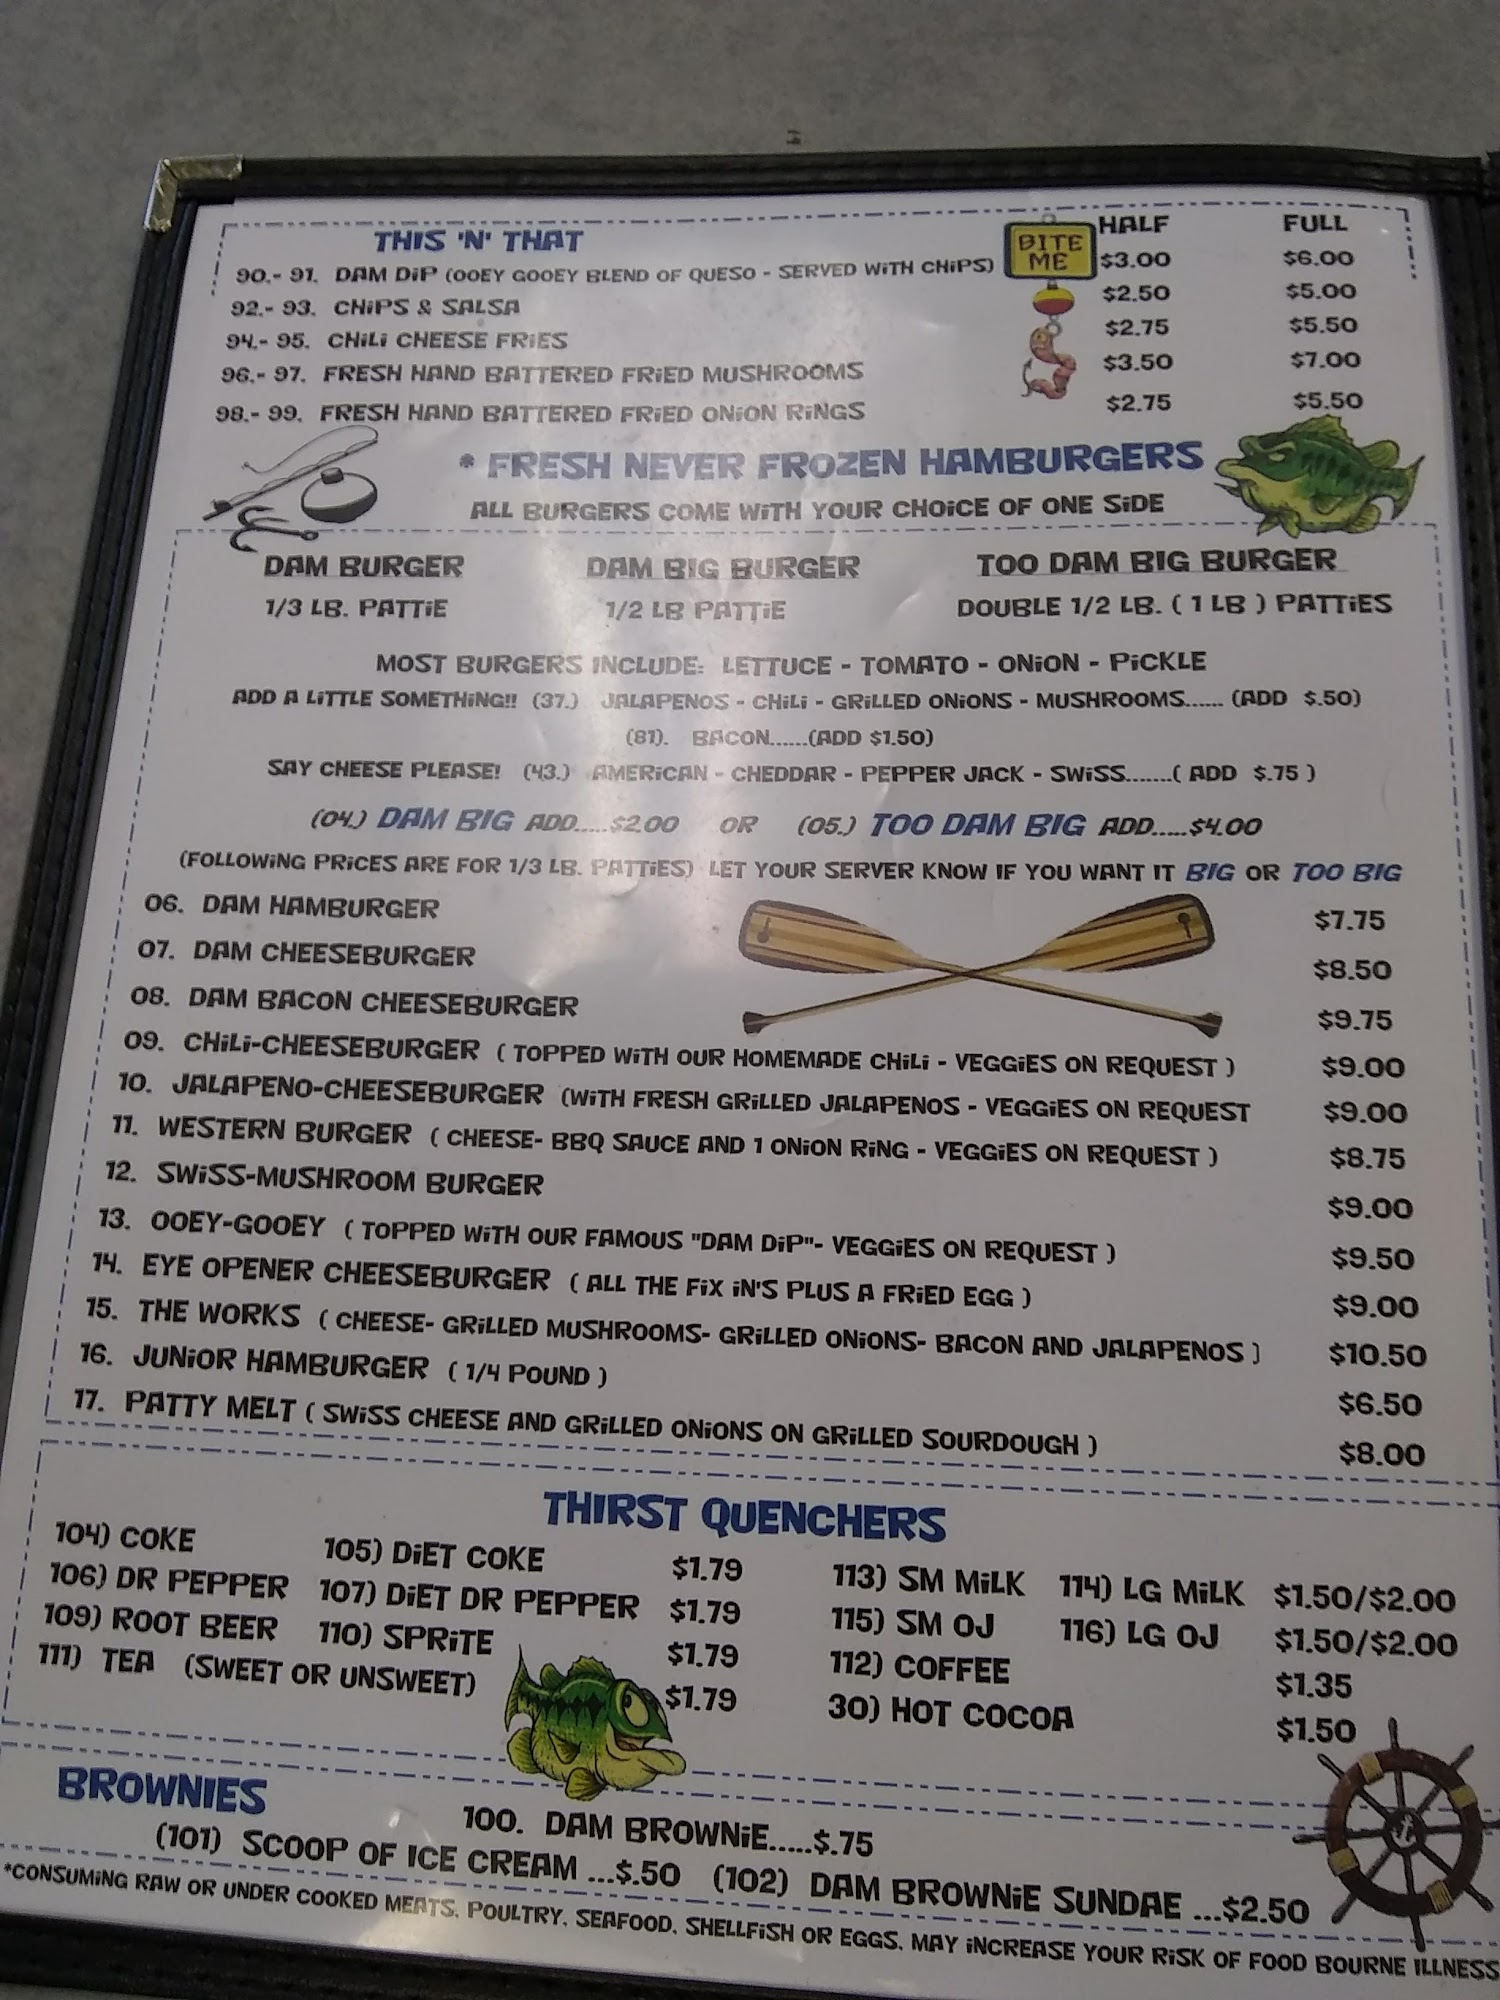 THIS 'N' THAT HALF FULL
BITE ME
90.- 91. DAM DIP (OOEY GOOEY BLEND OF QUESO - SERVED WITH CHIPS) $3.00 $6.00
92.- 93. CHIPS & SALSA $2.50 $5.00
94.- 95. CHILI CHEESE FRIES $2.75 $5.50
96.- 97. FRESH HAND BATTERED FRIED MUSHROOMS $3.50 $7.00
98.- 99. FRESH HAND BATTERED FRIED ONION RINGS $2.75 $5.50
* FRESH NEVER FROZEN HAMBURGERS
ALL BURGERS COME WITH YOUR CHOICE OF ONE SIDE
DAM BURGER DAM BIG BURGER TOO DAM BIG BURGER
1/3 LB. PATTIE 1/2 LB PATTIE DOUBLE 1/2 LB. ( 1 LB ) PATTIES
MOST BURGERS INCLUDE: LETTUCE - TOMATO - ONION - PICKLE
ADD A LITTLE SOMETHING!! (37.) JALAPENOS - CHILI - GRILLED ONIONS - MUSHROOMS...... (ADD $.50)
(81). BACON......(ADD $1.50)
SAY CHEESE PLEASE! (43.) AMERICAN - CHEDDAR - PEPPER JACK - SWISS.......( ADD $.75 )
(04.) DAM BIG ADD.....$2.00 OR (05.) TOO DAM BIG ADD.....$4.00
(FOLLOWING PRICES ARE FOR 1/3 LB. PATTIES) LET YOUR SERVER KNOW IF YOU WANT IT BIG OR TOO BIG
06. DAM HAMBURGER $7.75
07. DAM CHEESEBURGER $8.50
08. DAM BACON CHEESEBURGER $9.75
09. CHILI-CHEESEBURGER ( TOPPED WITH OUR HOMEMADE CHILI - VEGGIES ON REQUEST ) $9.00
10. JALAPENO-CHEESEBURGER (WITH FRESH GRILLED JALAPENOS - VEGGIES ON REQUEST $9.00
11. WESTERN BURGER ( CHEESE- BBQ SAUCE AND 1 ONION RING - VEGGIES ON REQUEST ) $8.75
12. SWISS-MUSHROOM BURGER $9.00
13. OOEY-GOOEY ( TOPPED WITH OUR FAMOUS "DAM DIP"- VEGGIES ON REQUEST ) $9.50
14. EYE OPENER CHEESEBURGER ( ALL THE FIX IN'S PLUS A FRIED EGG ) $9.00
15. THE WORKS ( CHEESE- GRILLED MUSHROOMS- GRILLED ONIONS- BACON AND JALAPENOS ) $10.50
16. JUNIOR HAMBURGER ( 1/4 POUND ) $6.50
17. PATTY MELT ( SWISS CHEESE AND GRILLED ONIONS ON GRILLED SOURDOUGH ) $8.00
THIRST QUENCHERS
104) COKE 105) DIET COKE $1.79 113) SM MILK 114) LG MILK $1.50/$2.00
106) DR PEPPER 107) DIET DR PEPPER $1.79 115) SM OJ 116) LG OJ $1.50/$2.00
109) ROOT BEER 110) SPRITE $1.79 112) COFFEE $1.35
111) TEA (SWEET OR UNSWEET) $1.79 30) HOT COCOA $1.50
BROWNIES
100. DAM BROWNIE.....$.75
(101) SCOOP OF ICE CREAM ...$.50 (102) DAM BROWNIE SUNDAE ...$2.50
*CONSUMING RAW OR UNDER COOKED MEATS, POULTRY, SEAFOOD, SHELLFISH OR EGGS, MAY INCREASE YOUR RISK OF FOOD BOURNE ILLNESS